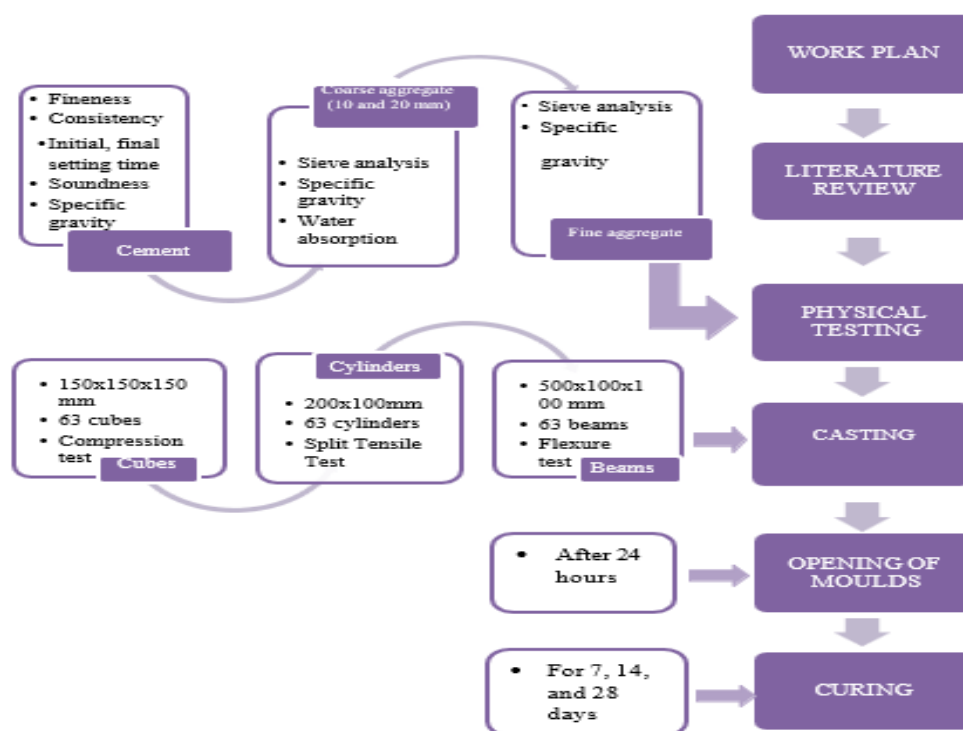 WORK PLAN
LITERATURE
REVIEW
PHYSICAL
TESTING
CASTING
OPENING OF
MOULDS
CURING
• Fineness
• Consistency
•Initial, final
setting time
• Soundness
• Specific
gravity
Cement
Coarse aggregate
(10 and 20 mm)
• Sieve analysis
• Specific
gravity
• Water
absorption
• Sieve analysis
• Specific
gravity
Fine aggregate
• 150x150x150
mm
• 63 cubes
• Compression
test
Cubes
Cylinders
• 200x100mm
• 63 cylinders
• Split Tensile
Test
• 500x100x1
00 mm
• 63 beams
• Flexure
test
Beams
• After 24
hours
• For 7, 14,
and 28
days